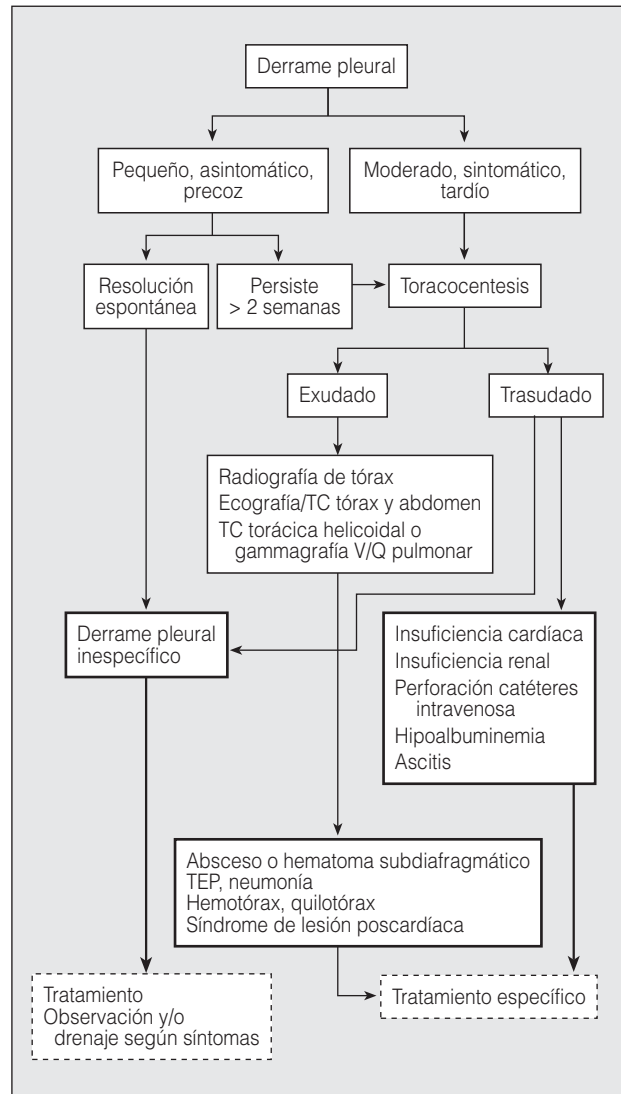 Derrame pleural
Pequeño, asintomático,
precoz
Moderado, sintomático,
tardío
Resolución
espontánea
Persiste
> 2 semanas
Toracocentesis
Exudado
Trasudado
Radiografía de tórax
Ecografía/TC tórax y abdomen
TC torácica helicoidal o
gammagrafía V/Q pulmonar
Derrame pleural
inespecífico
Insuficiencia cardíaca
Insuficiencia renal
Perforación catéteres
intravenosa
Hipoalbuminemia
Ascitis
Absceso o hematoma subdiafragmático
TEP, neumonía
Hemotórax, quilotórax
Síndrome de lesión poscardíaca
Tratamiento
Observación y/o
drenaje según síntomas
Tratamiento específico